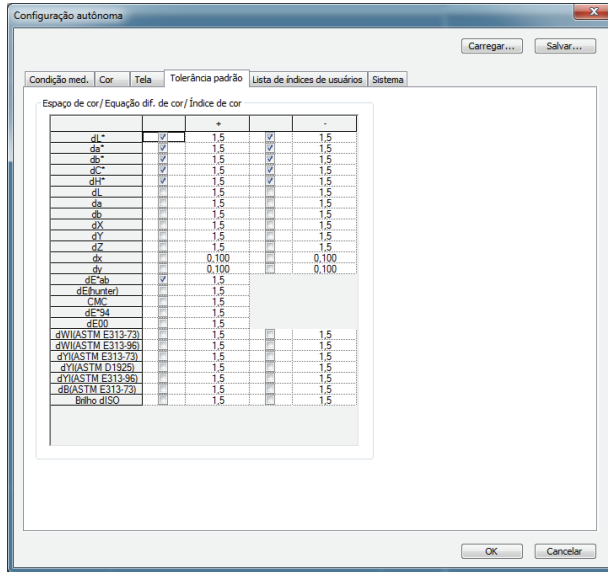 Configuração autônoma
Carregar... Salvar...
Condição med. Cor Tela Tolerância padrão Lista de índices de usuários Sistema
Espaço de cor/ Equação dif. de cor/ Índice de cor
+ -
dL* 1,5 1,5
da* 1,5 1,5
db* 1,5 1,5
dC* 1,5 1,5
dH* 1,5 1,5
dL 1,5 1,5
da 1,5 1,5
db 1,5 1,5
dX 1,5 1,5
dY 1,5 1,5
dZ 1,5 1,5
dx 0,100 0,100
dy 0,100 0,100
dE*ab 1,5
dE(hunter) 1,5
CMC 1,5
dE*94 1,5
dE00 1,5
dWI(ASTM E313-73) 1,5 1,5
dWI(ASTM E313-96) 1,5 1,5
dYI(ASTM E313-73) 1,5 1,5
dYI(ASTM D1925) 1,5 1,5
dYI(ASTM E313-96) 1,5 1,5
dB(ASTM E313-73) 1,5 1,5
Brilho dISO 1,5 1,5
OK Cancelar